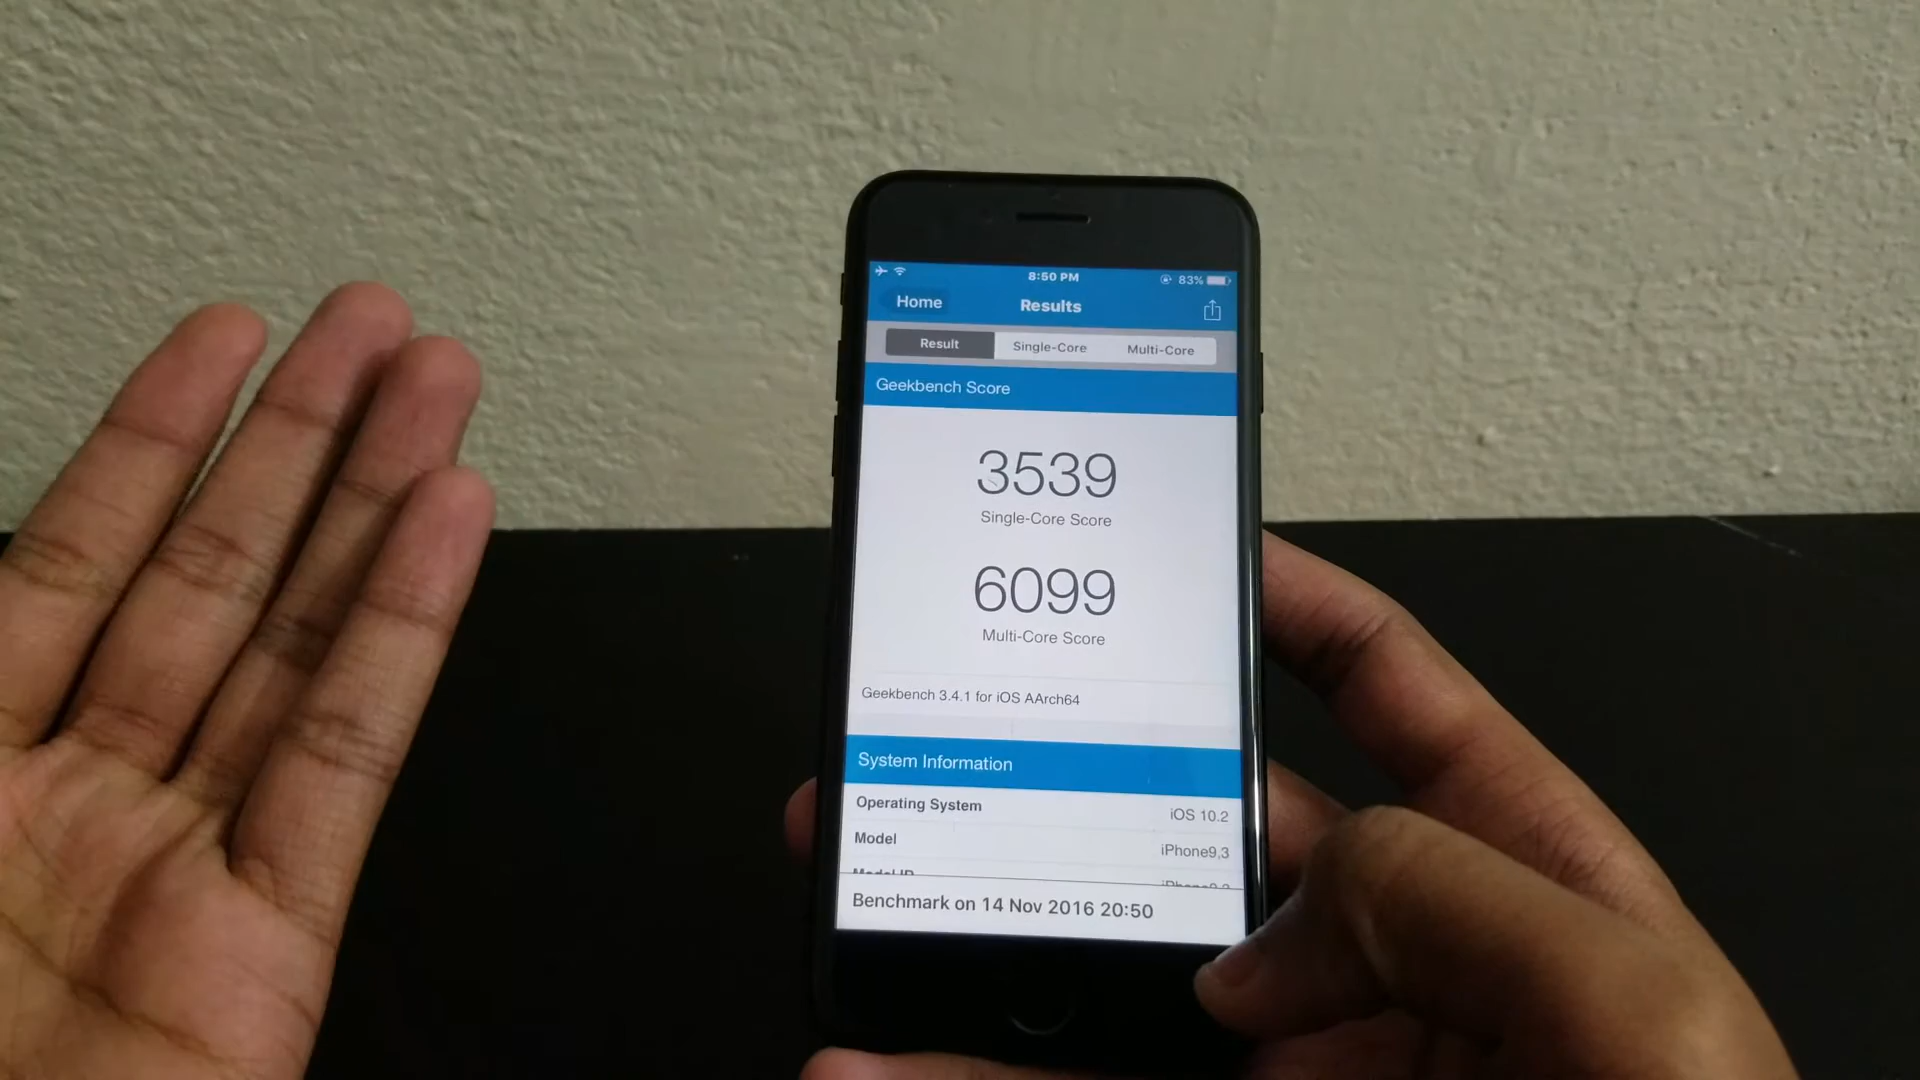 8:50 PM 83%
Home Results
Result Single-Core Multi-Core
Geekbench Score
3539
Single-Core Score
6099
Multi-Core Score
Geekbench 3.4.1 for iOS AArch64
System Information
Operating System iOS 10.2
Model iPhone9,3
Benchmark on 14 Nov 2016 20:50